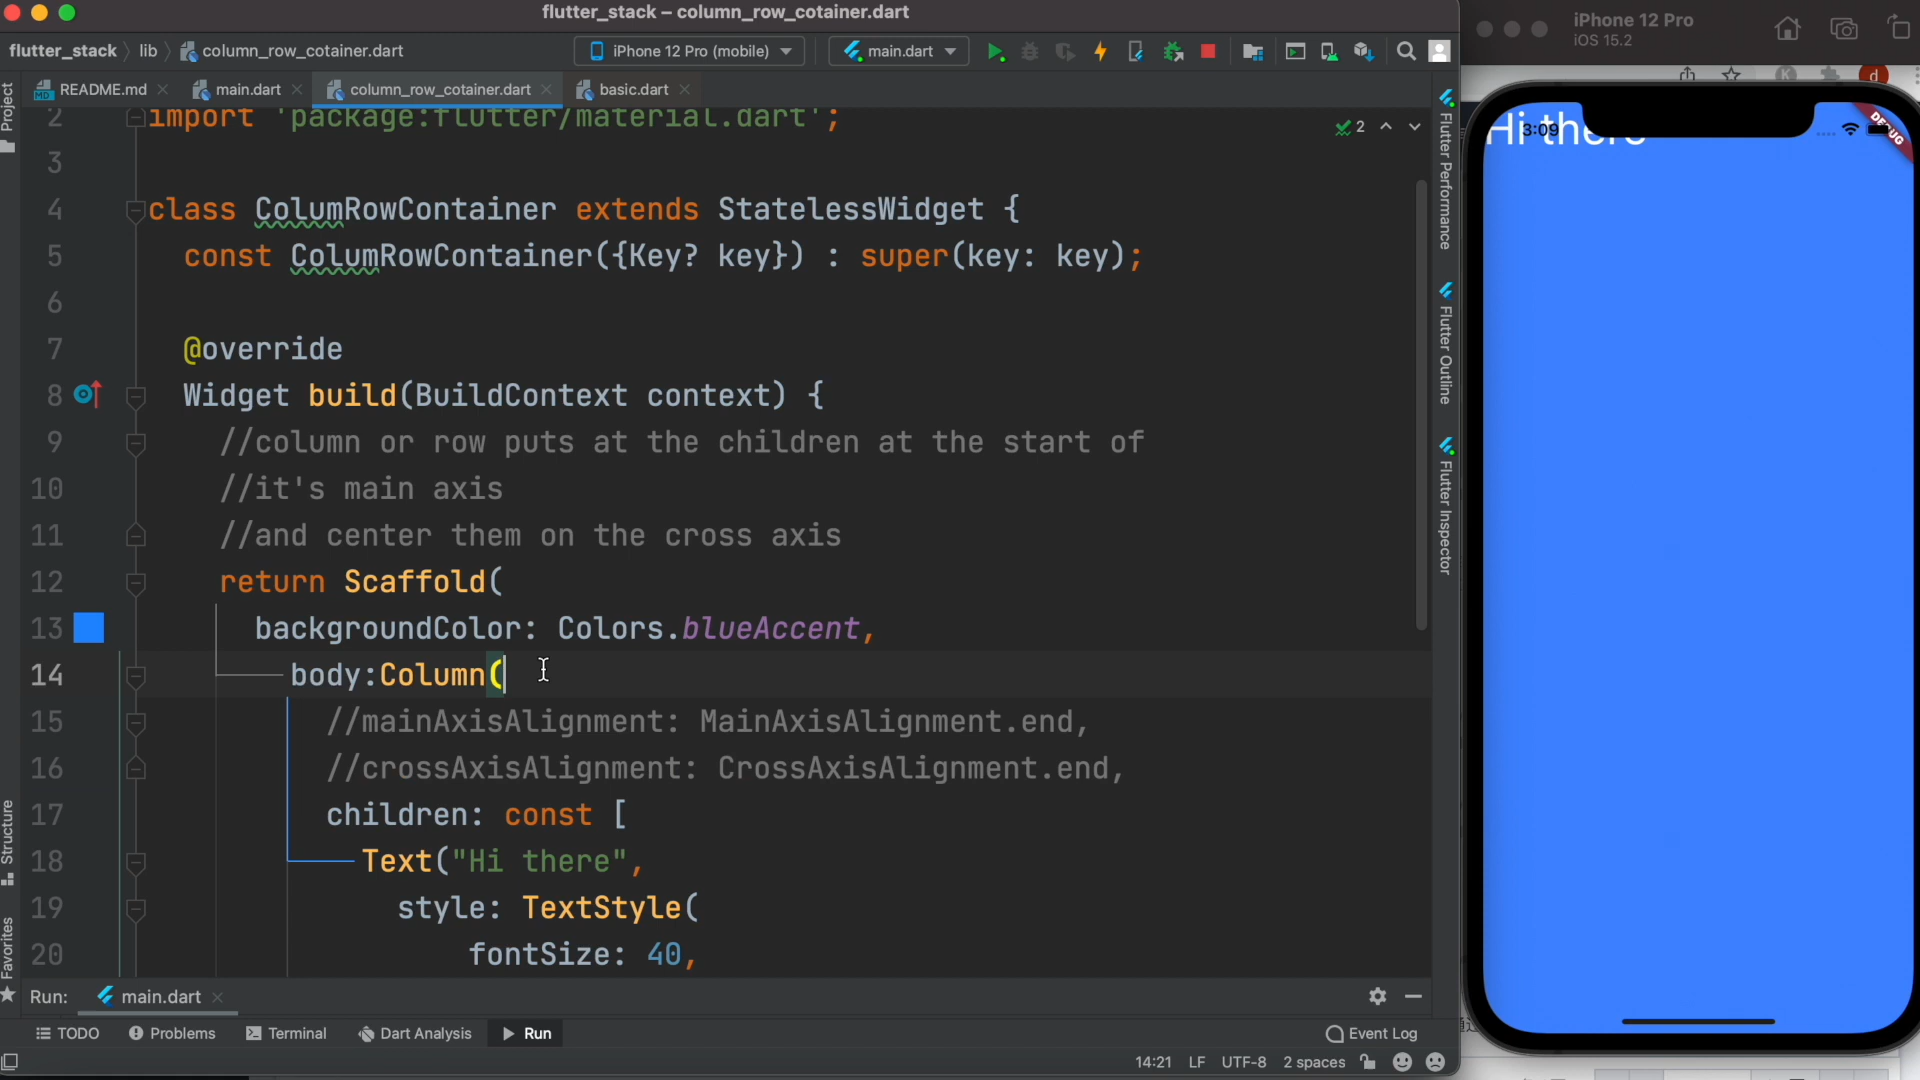 flutter_stack – column_row_cotainer.dart
flutter_stack lib column_row_cotainer.dart
iPhone 12 Pro (mobile)
main.dart
README.md
main.dart
column_row_cotainer.dart
basic.dart
2 import 'package:flutter/material.dart';
3
4 class ColumRowContainer extends StatelessWidget {
5 const ColumRowContainer({Key? key}) : super(key: key);
6
7 @override
8 Widget build(BuildContext context) {
9 //column or row puts at the children at the start of
10 //it's main axis
11 //and center them on the cross axis
12 return Scaffold(
13 backgroundColor: Colors.blueAccent,
14 body:Column(
15 //mainAxisAlignment: MainAxisAlignment.end,
16 //crossAxisAlignment: CrossAxisAlignment.end,
17 children: const [
18 Text("Hi there",
19 style: TextStyle(
20 fontSize: 40,
2
Project
Structure
Favorites
Flutter Performance
Flutter Outline
Flutter Inspector
Run: main.dart
TODO Problems Terminal Dart Analysis Run Event Log
14:21 LF UTF-8 2 spaces
iPhone 12 Pro
iOS 15.2
K
d
Hi there
3:09
DEBUG